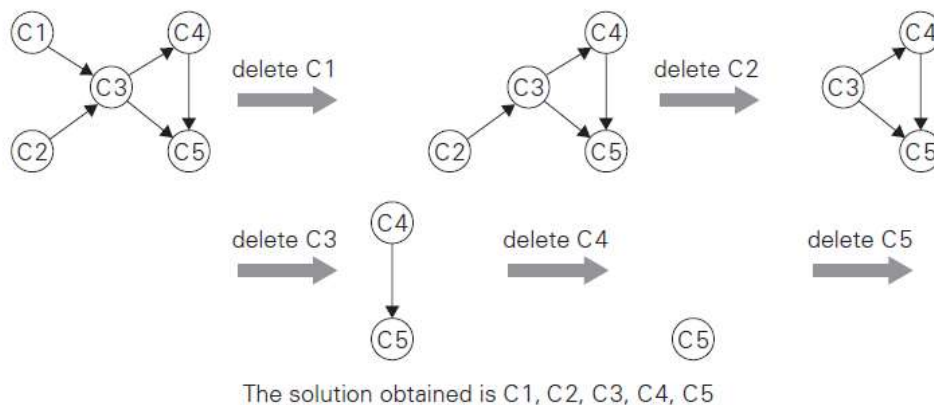 C1 C4 C4 C4
delete C1 delete C2
C3 C3 C3
C2 C5 C2 C5 C5
C4
delete C3 delete C4 delete C5
C5 C5
The solution obtained is C1, C2, C3, C4, C5